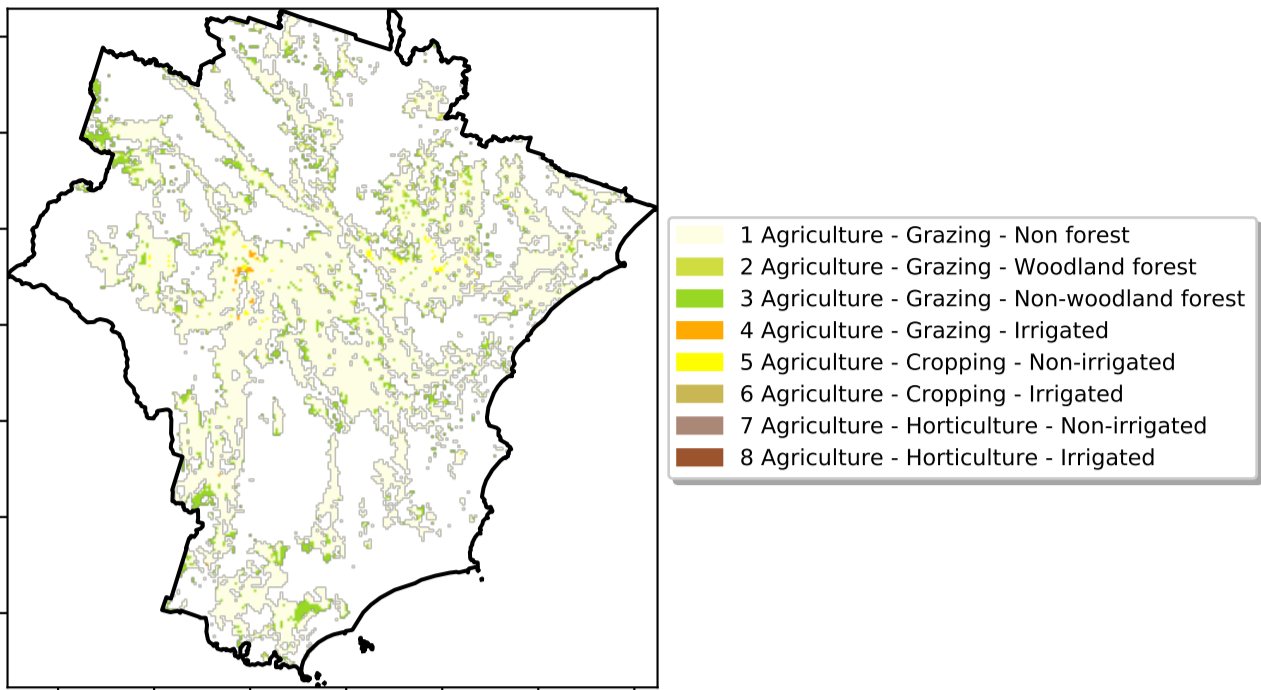 1 Agriculture - Grazing - Non forest
2 Agriculture - Grazing - Woodland forest
3 Agriculture - Grazing - Non-woodland forest
4 Agriculture - Grazing - Irrigated
5 Agriculture - Cropping - Non-irrigated
6 Agriculture - Cropping - Irrigated
7 Agriculture - Horticulture - Non-irrigated
8 Agriculture - Horticulture - Irrigated